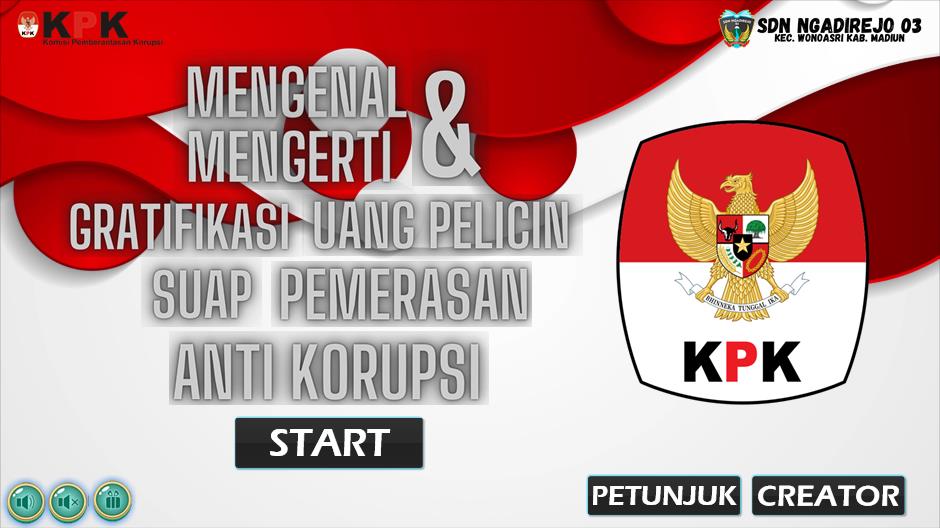 KPK
KPK
Komisi Pemberantasan Korupsi
SDN NGADIREJO 03
KEC. WONOASRI KAB. MADIUN
MENGENAL &
MENGERTI
GRATIFIKASI UANG PELICIN
SUAP PEMERASAN
ANTI KORUPSI
BHINNEKA TUNGGAL IKA
KPK
START
PETUNJUK
CREATOR